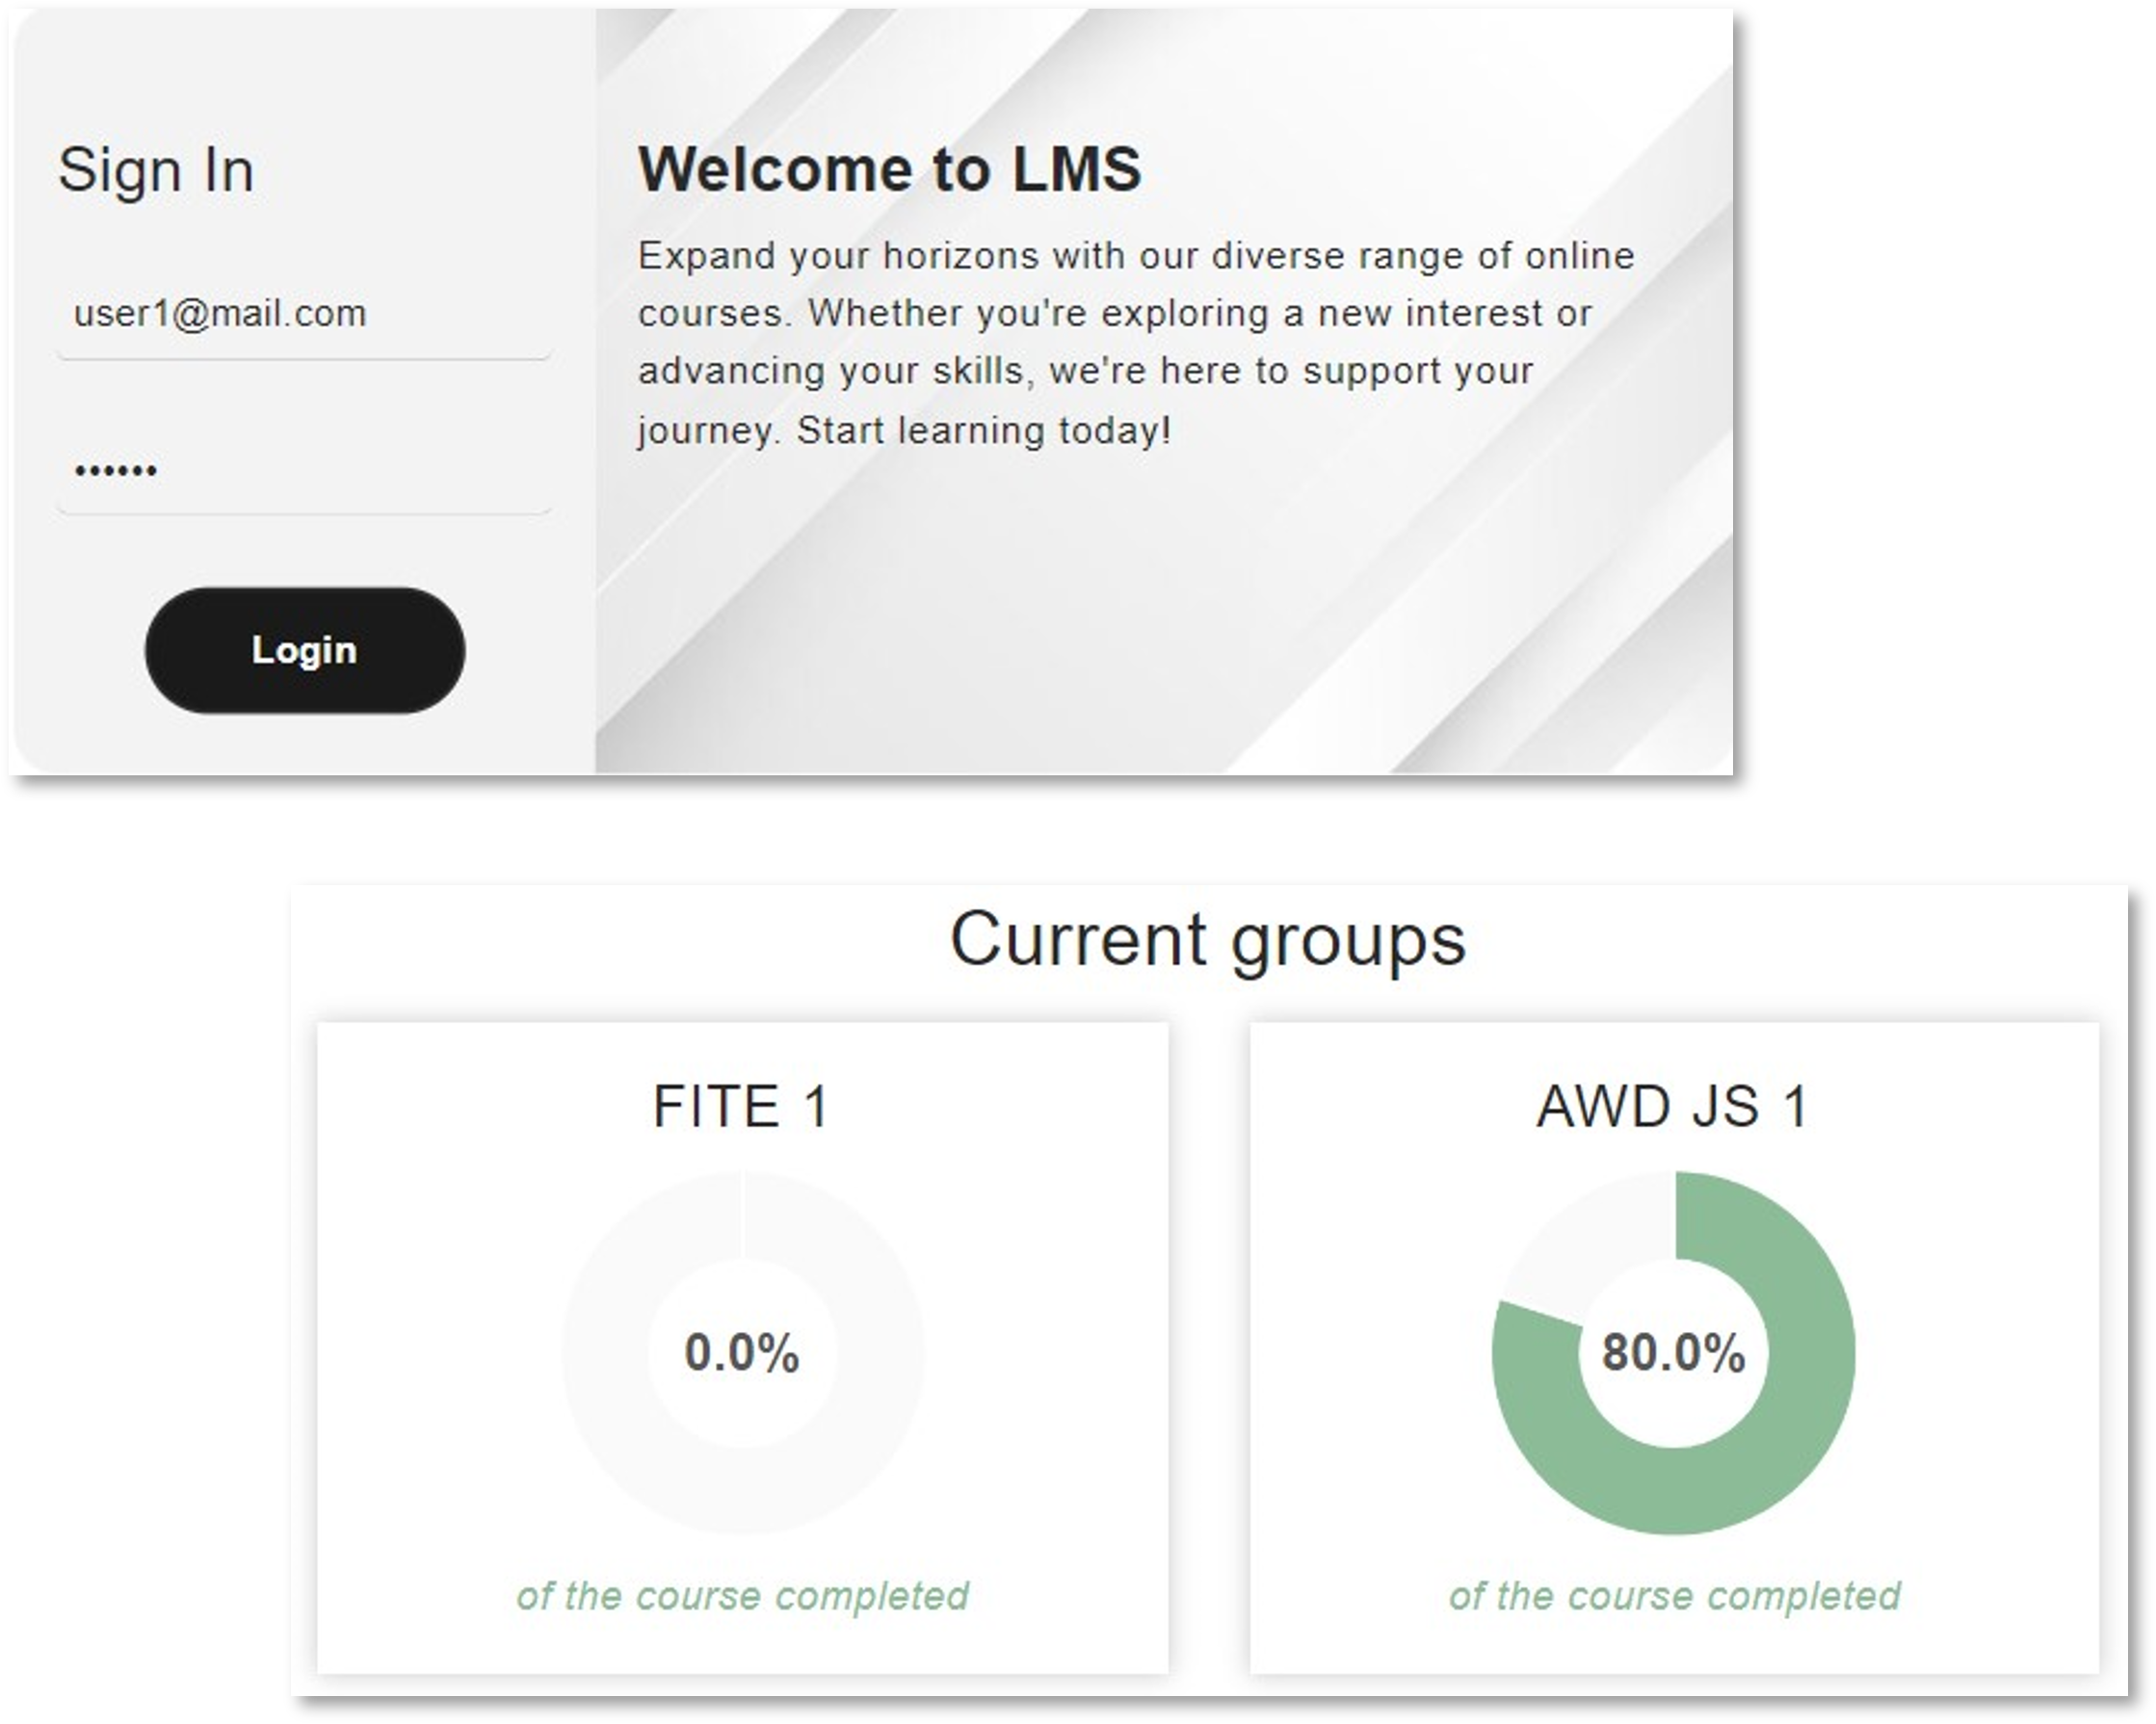 Sign In
user1@mail.com
••••••
Login
Welcome to LMS
Expand your horizons with our diverse range of online
courses. Whether you're exploring a new interest or
advancing your skills, we're here to support your
journey. Start learning today!
Current groups
FITE 1
0.0%
of the course completed
AWD JS 1
80.0%
of the course completed